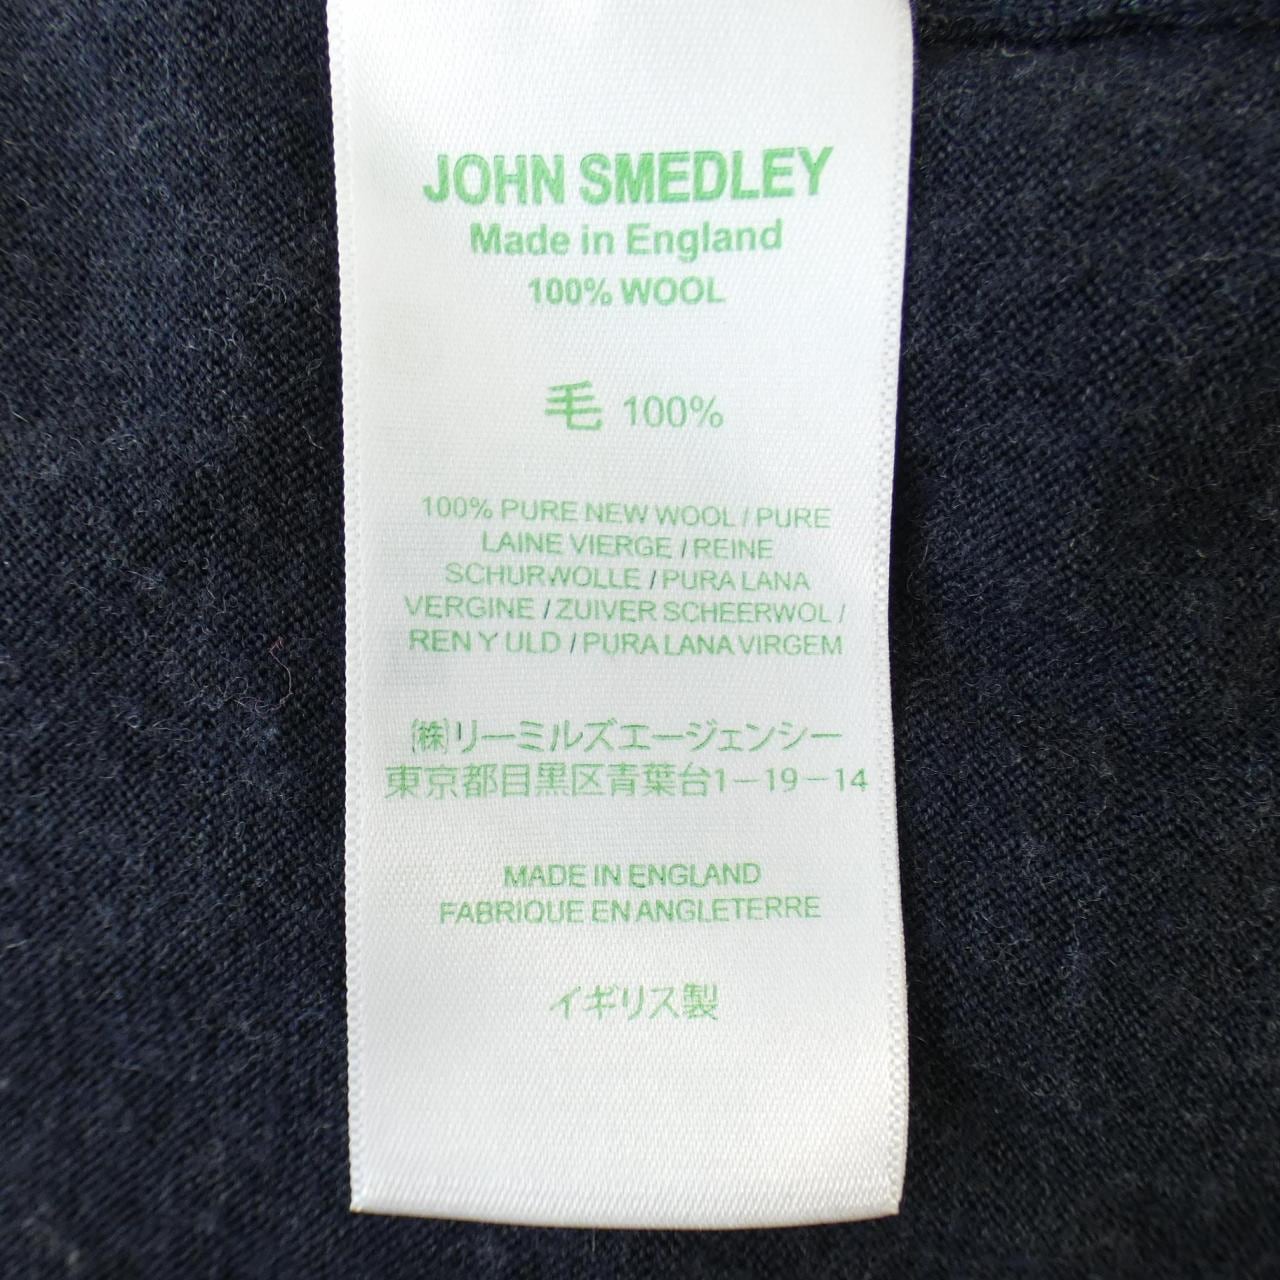 JOHN SMEDLEY
Made in England
100% WOOL
毛 100%
100% PURE NEW WOOL / PURE
LAINE VIERGE / REINE
SCHURWOLLE / PURA LANA
VERGINE / ZUIVER SCHEERWOL /
REN Y ULD / PURA LANA VIRGEM
㈱リーミルズエージェンシー
東京都目黒区青葉台1-19-14
MADE IN ENGLAND
FABRIQUE EN ANGLETERRE
イギリス製